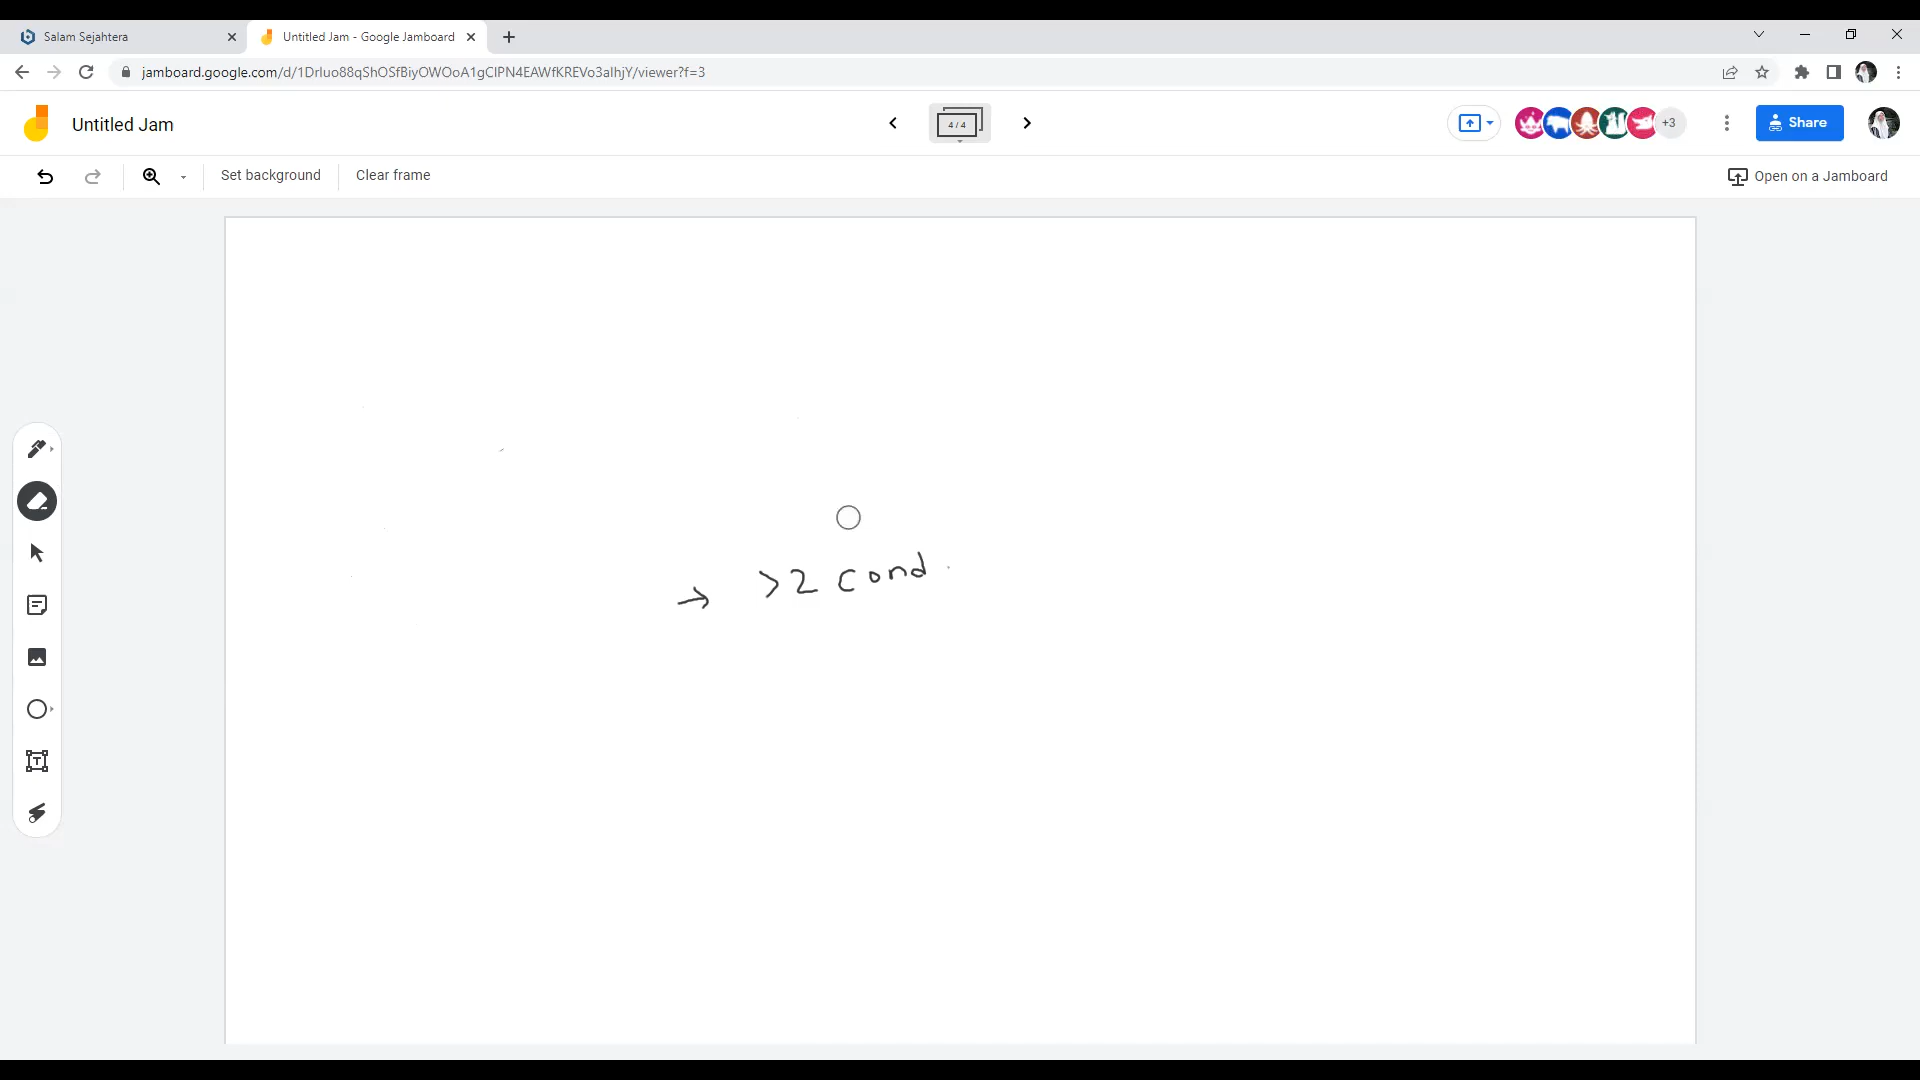 Salam Sejahtera
Untitled Jam - Google Jamboard
jamboard.google.com/d/1DrIuo88qShOSfBiyOWOoA1gCIPN4EAWfKREVo3alhjY/viewer?f=3
Untitled Jam
4 / 4
+3
Share
Set background
Clear frame
Open on a Jamboard
→ >2 cond.